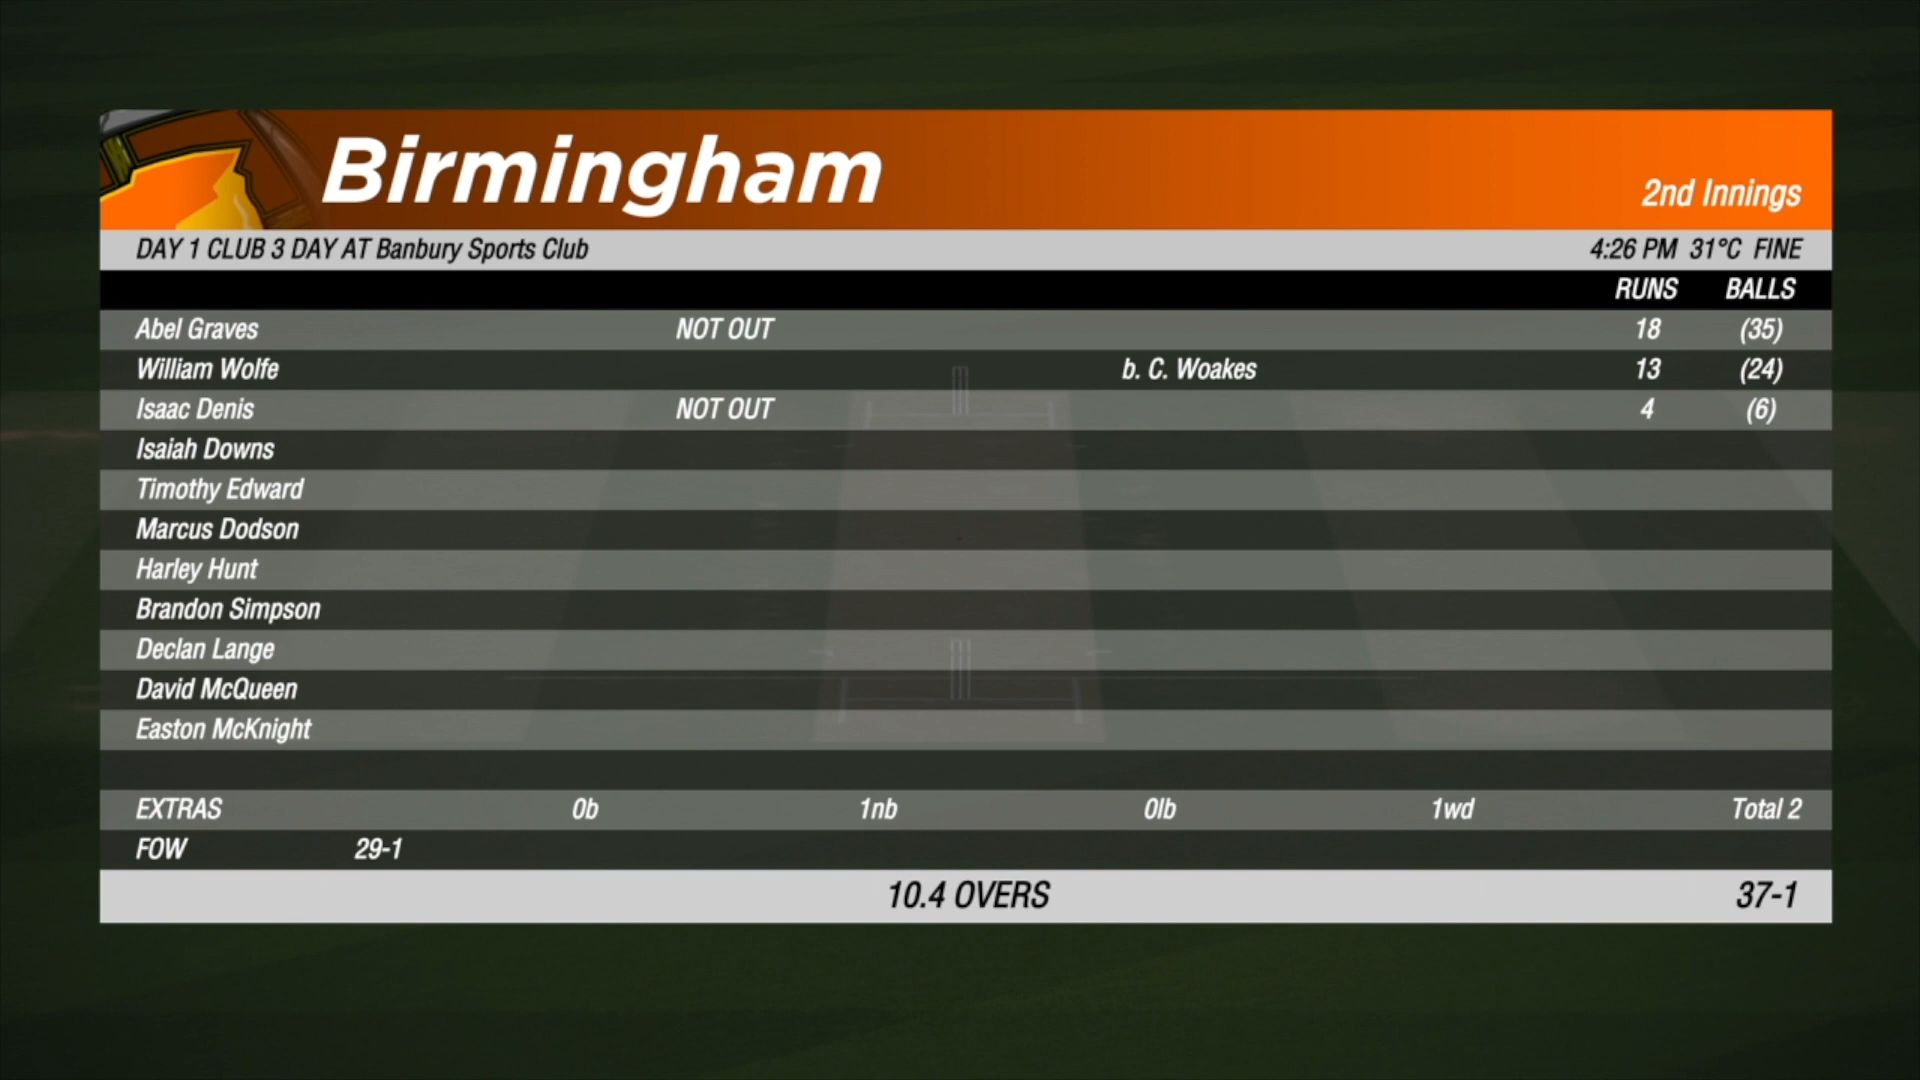 Birmingham
2nd Innings
DAY 1 CLUB 3 DAY AT Banbury Sports Club 4:26 PM 31°C FINE
RUNS BALLS
Abel Graves NOT OUT 18 (35)
William Wolfe b. C. Woakes 13 (24)
Isaac Denis NOT OUT 4 (6)
Isaiah Downs
Timothy Edward
Marcus Dodson
Harley Hunt
Brandon Simpson
Declan Lange
David McQueen
Easton McKnight
EXTRAS 0b 1nb 0lb 1wd Total 2
FOW 29-1
10.4 OVERS 37-1